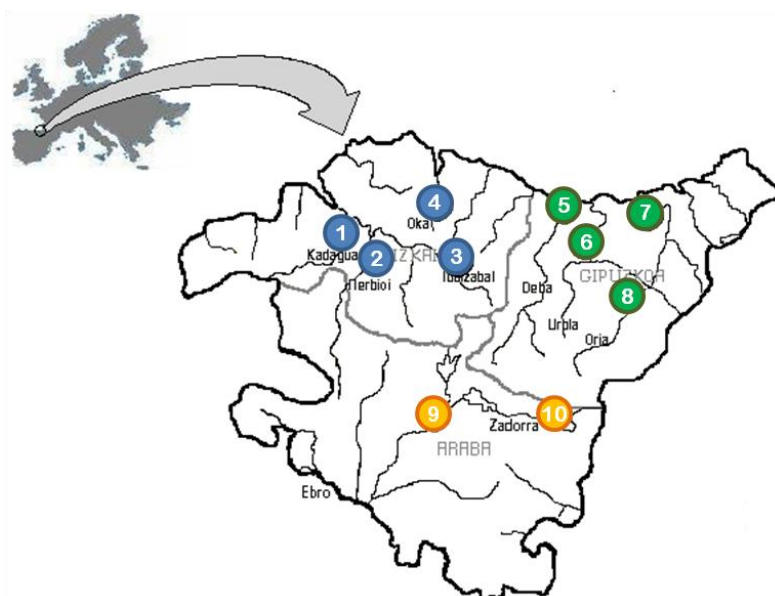 4
5
7
Oka
1
6
2
3
Kadagua
Nerbioi
GIPUZKOA
Deba
8
Urola
Oria
9
10
Zadorra
ARABA
Ebro